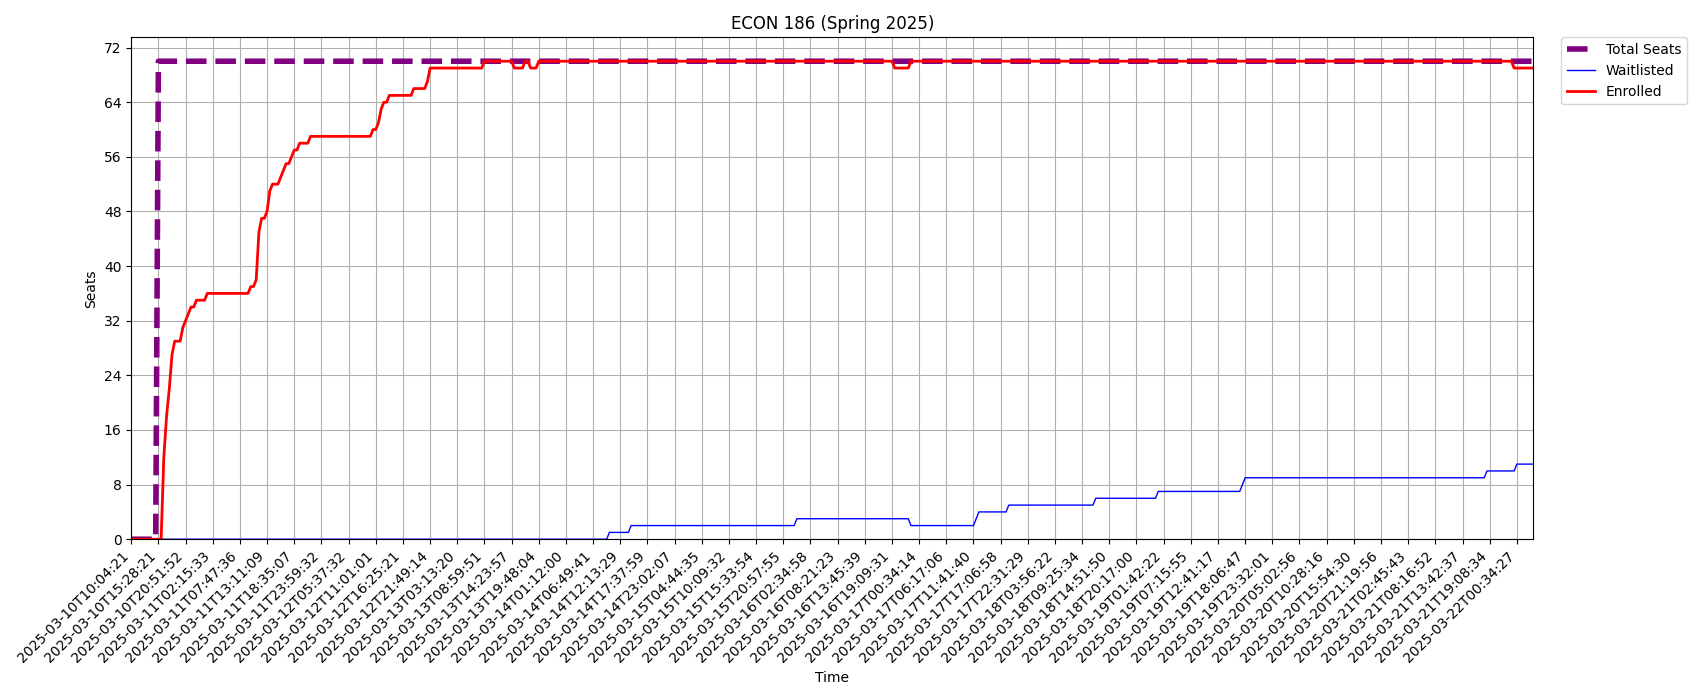 ECON 186 (Spring 2025)
Total Seats
Waitlisted
Enrolled
72
64
56
48
40
32
24
16
8
0
Seats
2025-03-10T10:04:21
2025-03-10T15:28:21
2025-03-10T20:51:52
2025-03-11T02:15:33
2025-03-11T07:47:36
2025-03-11T13:11:09
2025-03-11T18:35:07
2025-03-11T23:59:32
2025-03-12T05:37:32
2025-03-12T11:01:01
2025-03-12T16:25:21
2025-03-12T21:49:14
2025-03-13T03:13:20
2025-03-13T08:59:51
2025-03-13T14:23:57
2025-03-13T19:48:04
2025-03-14T01:12:00
2025-03-14T06:49:41
2025-03-14T12:13:29
2025-03-14T17:37:59
2025-03-14T23:02:07
2025-03-15T04:44:35
2025-03-15T10:09:32
2025-03-15T15:33:54
2025-03-15T20:57:55
2025-03-16T02:34:58
2025-03-16T08:21:23
2025-03-16T13:45:39
2025-03-16T19:09:31
2025-03-17T00:34:14
2025-03-17T06:17:06
2025-03-17T11:41:40
2025-03-17T17:06:58
2025-03-17T22:31:29
2025-03-18T03:56:22
2025-03-18T09:25:34
2025-03-18T14:51:50
2025-03-18T20:17:00
2025-03-19T01:42:22
2025-03-19T07:15:55
2025-03-19T12:41:17
2025-03-19T18:06:47
2025-03-19T23:32:01
2025-03-20T05:02:56
2025-03-20T10:28:16
2025-03-20T15:54:30
2025-03-20T21:19:56
2025-03-21T02:45:43
2025-03-21T08:16:52
2025-03-21T13:42:37
2025-03-21T19:08:34
2025-03-22T00:34:27
Time